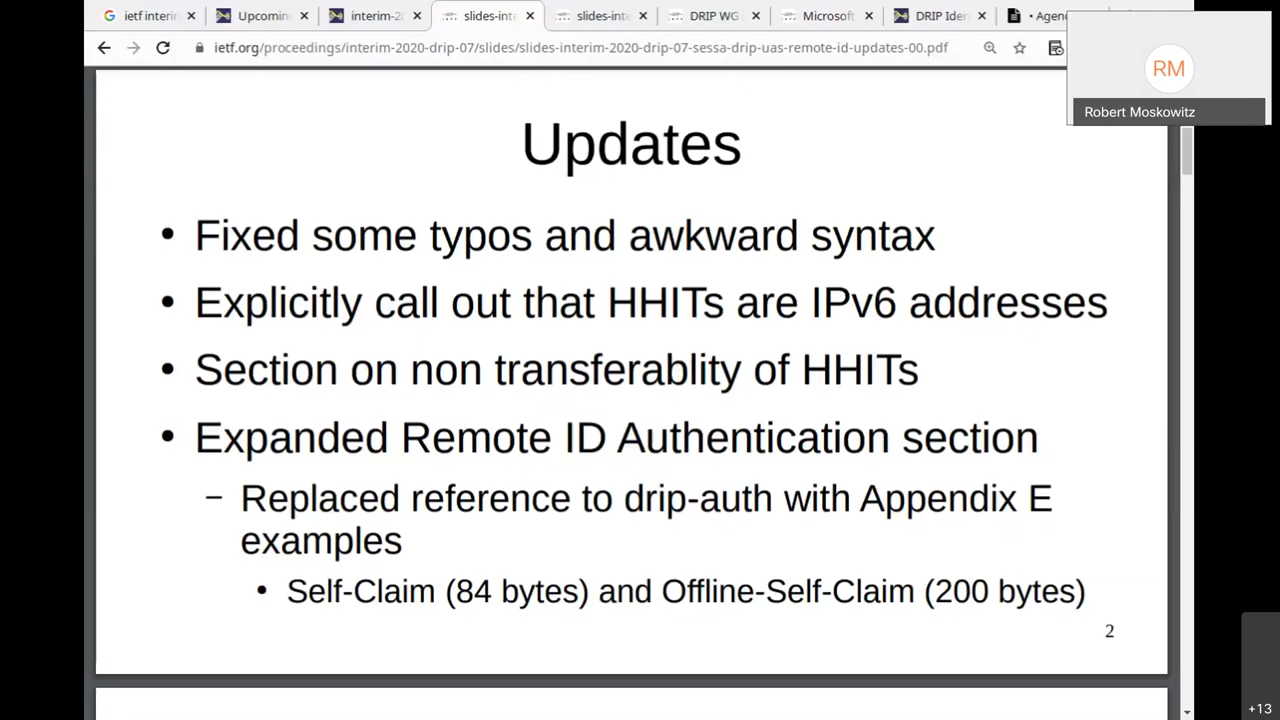 ietf interin
Upcomin
interim-20
slides-inte
slides-inte
DRIP WG
Microsoft
DRIP Iden
• Agen
ietf.org/proceedings/interim-2020-drip-07/slides/slides-interim-2020-drip-07-sessa-drip-uas-remote-id-updates-00.pdf
RM
Robert Moskowitz
Updates
• Fixed some typos and awkward syntax
• Explicitly call out that HHITs are IPv6 addresses
• Section on non transferablity of HHITs
• Expanded Remote ID Authentication section
– Replaced reference to drip-auth with Appendix E
examples
• Self-Claim (84 bytes) and Offline-Self-Claim (200 bytes)
2
+13